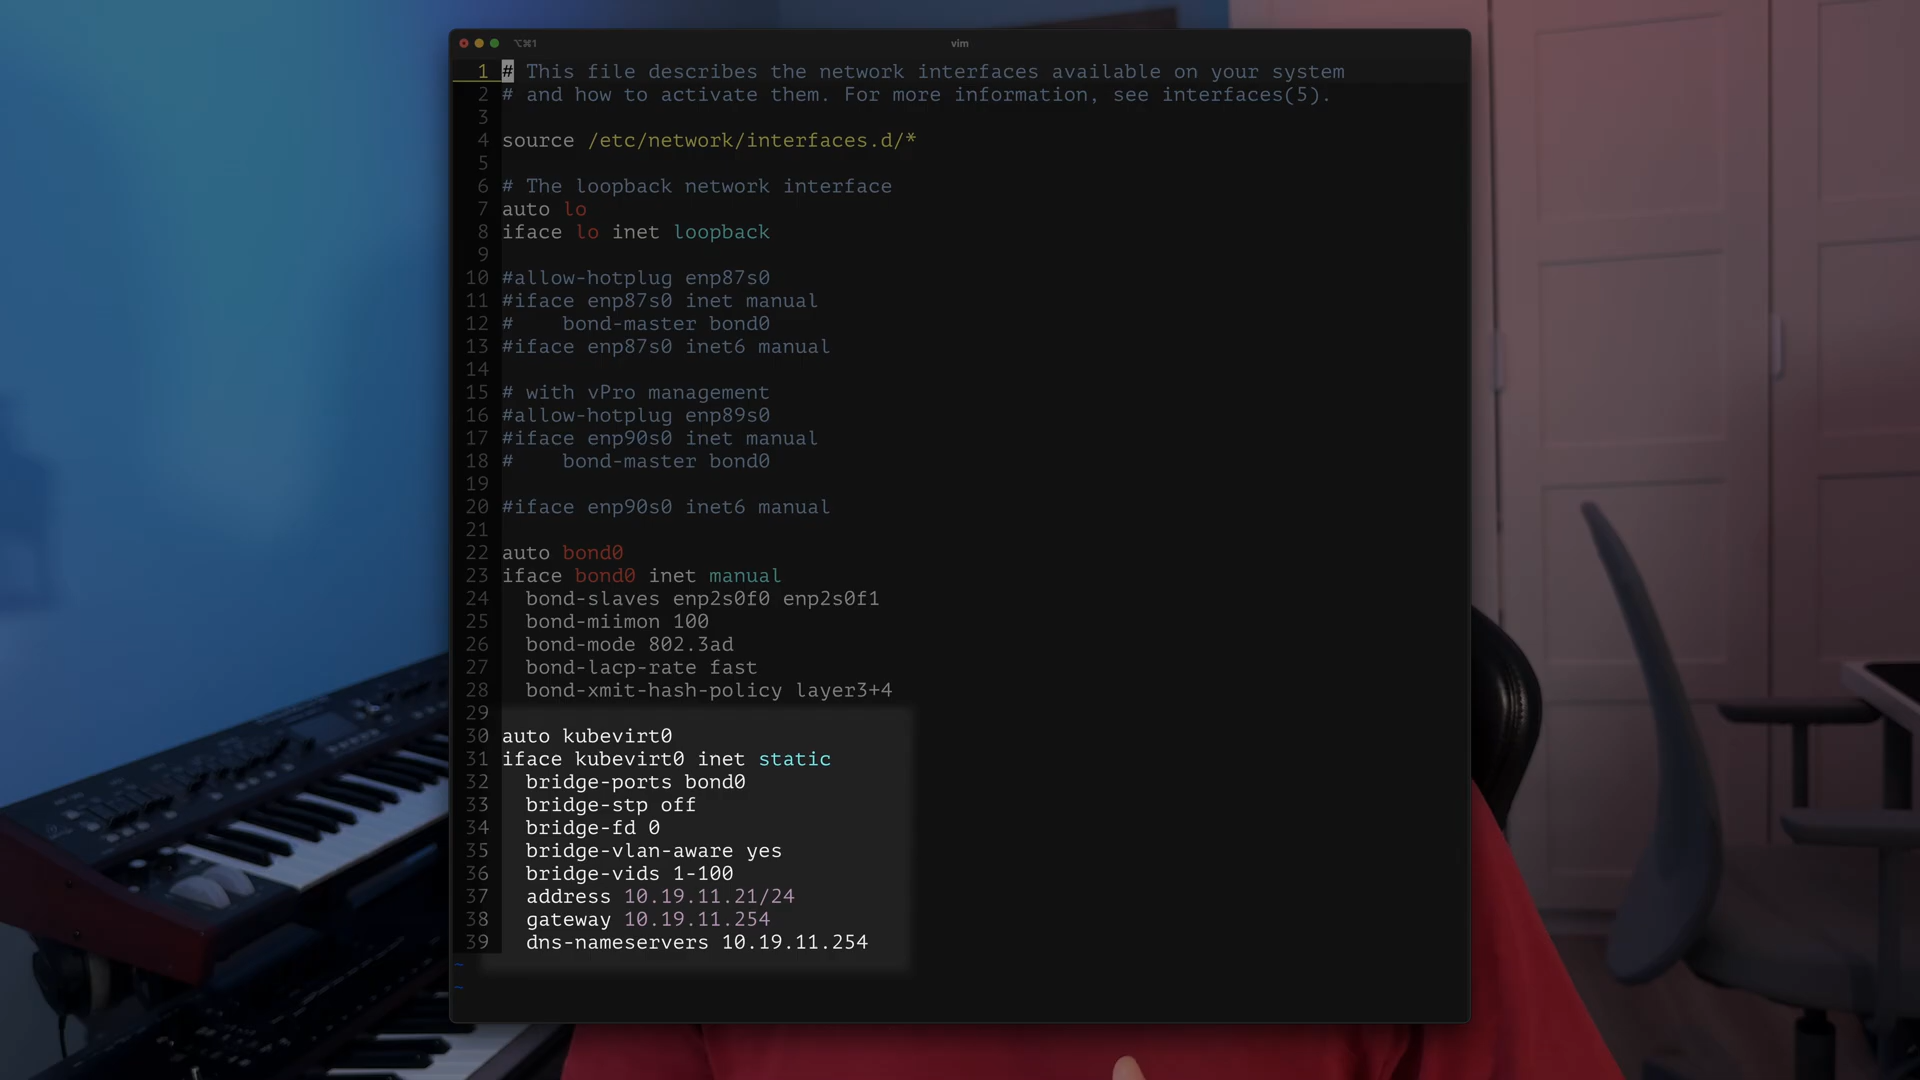 ⌥⌘1
vim
1 # This file describes the network interfaces available on your system
2 # and how to activate them. For more information, see interfaces(5).
3
4 source /etc/network/interfaces.d/*
5
6 # The loopback network interface
7 auto lo
8 iface lo inet loopback
9
10 #allow-hotplug enp87s0
11 #iface enp87s0 inet manual
12 #    bond-master bond0
13 #iface enp87s0 inet6 manual
14
15 # with vPro management
16 #allow-hotplug enp89s0
17 #iface enp90s0 inet manual
18 #    bond-master bond0
19
20 #iface enp90s0 inet6 manual
21
22 auto bond0
23 iface bond0 inet manual
24   bond-slaves enp2s0f0 enp2s0f1
25   bond-miimon 100
26   bond-mode 802.3ad
27   bond-lacp-rate fast
28   bond-xmit-hash-policy layer3+4
29
30 auto kubevirt0
31 iface kubevirt0 inet static
32   bridge-ports bond0
33   bridge-stp off
34   bridge-fd 0
35   bridge-vlan-aware yes
36   bridge-vids 1-100
37   address 10.19.11.21/24
38   gateway 10.19.11.254
39   dns-nameservers 10.19.11.254
~
~